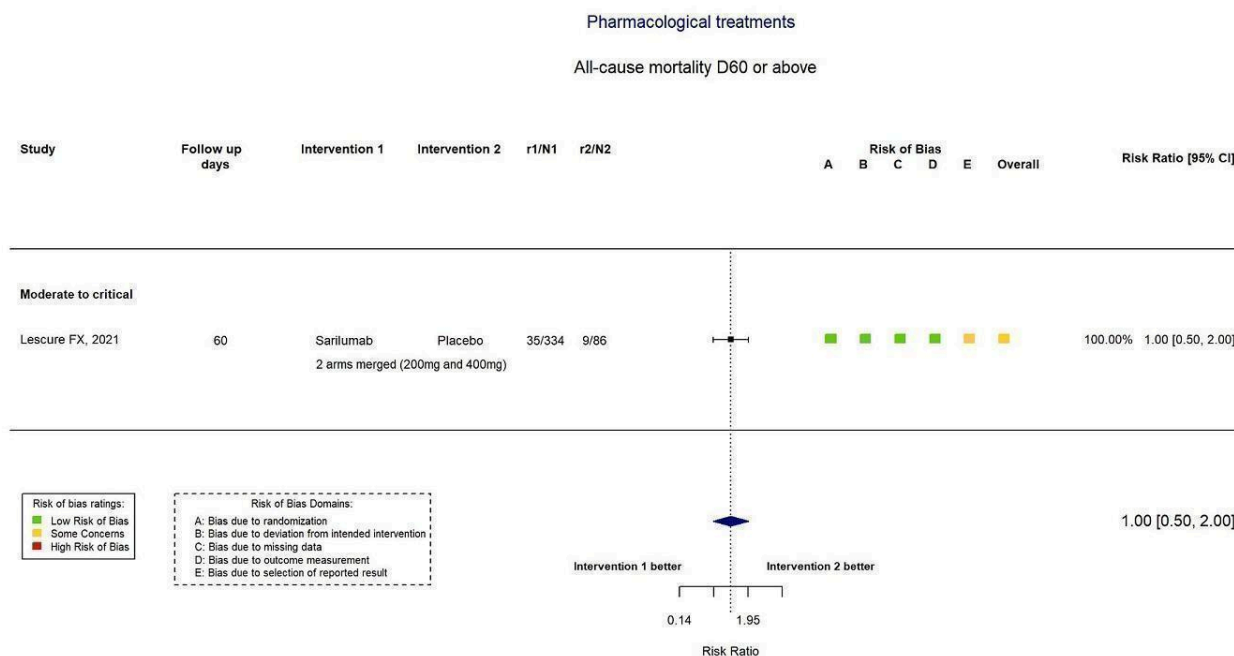 Pharmacological treatments
All-cause mortality D60 or above
Study Follow up days Intervention 1 Intervention 2 r1/N1 r2/N2 Risk of Bias Risk Ratio [95% CI]
A B C D E Overall
Moderate to critical
Lescure FX, 2021 60 Sarilumab Placebo 35/334 9/86 100.00% 1.00 [0.50, 2.00]
2 arms merged (200mg and 400mg)
Risk of bias ratings:
Low Risk of Bias
Some Concerns
High Risk of Bias
Risk of Bias Domains:
A: Bias due to randomization
B: Bias due to deviation from intended intervention
C: Bias due to missing data
D: Bias due to outcome measurement
E: Bias due to selection of reported result
1.00 [0.50, 2.00]
Intervention 1 better Intervention 2 better
0.14 1.95
Risk Ratio